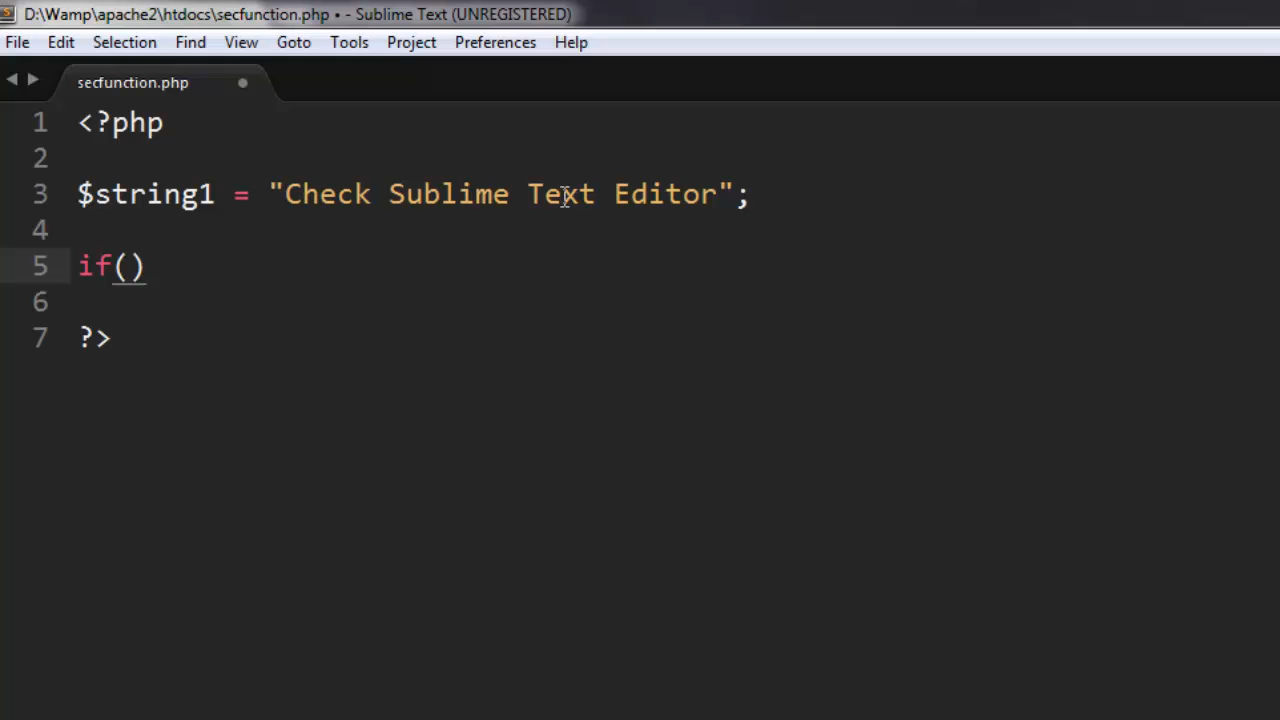 D:\Wamp\apache2\htdocs\secfunction.php • - Sublime Text (UNREGISTERED)
File Edit Selection Find View Goto Tools Project Preferences Help
secfunction.php
1 <?php
2
3 $string1 = "Check Sublime Text Editor";
4
5 if()
6
7 ?>